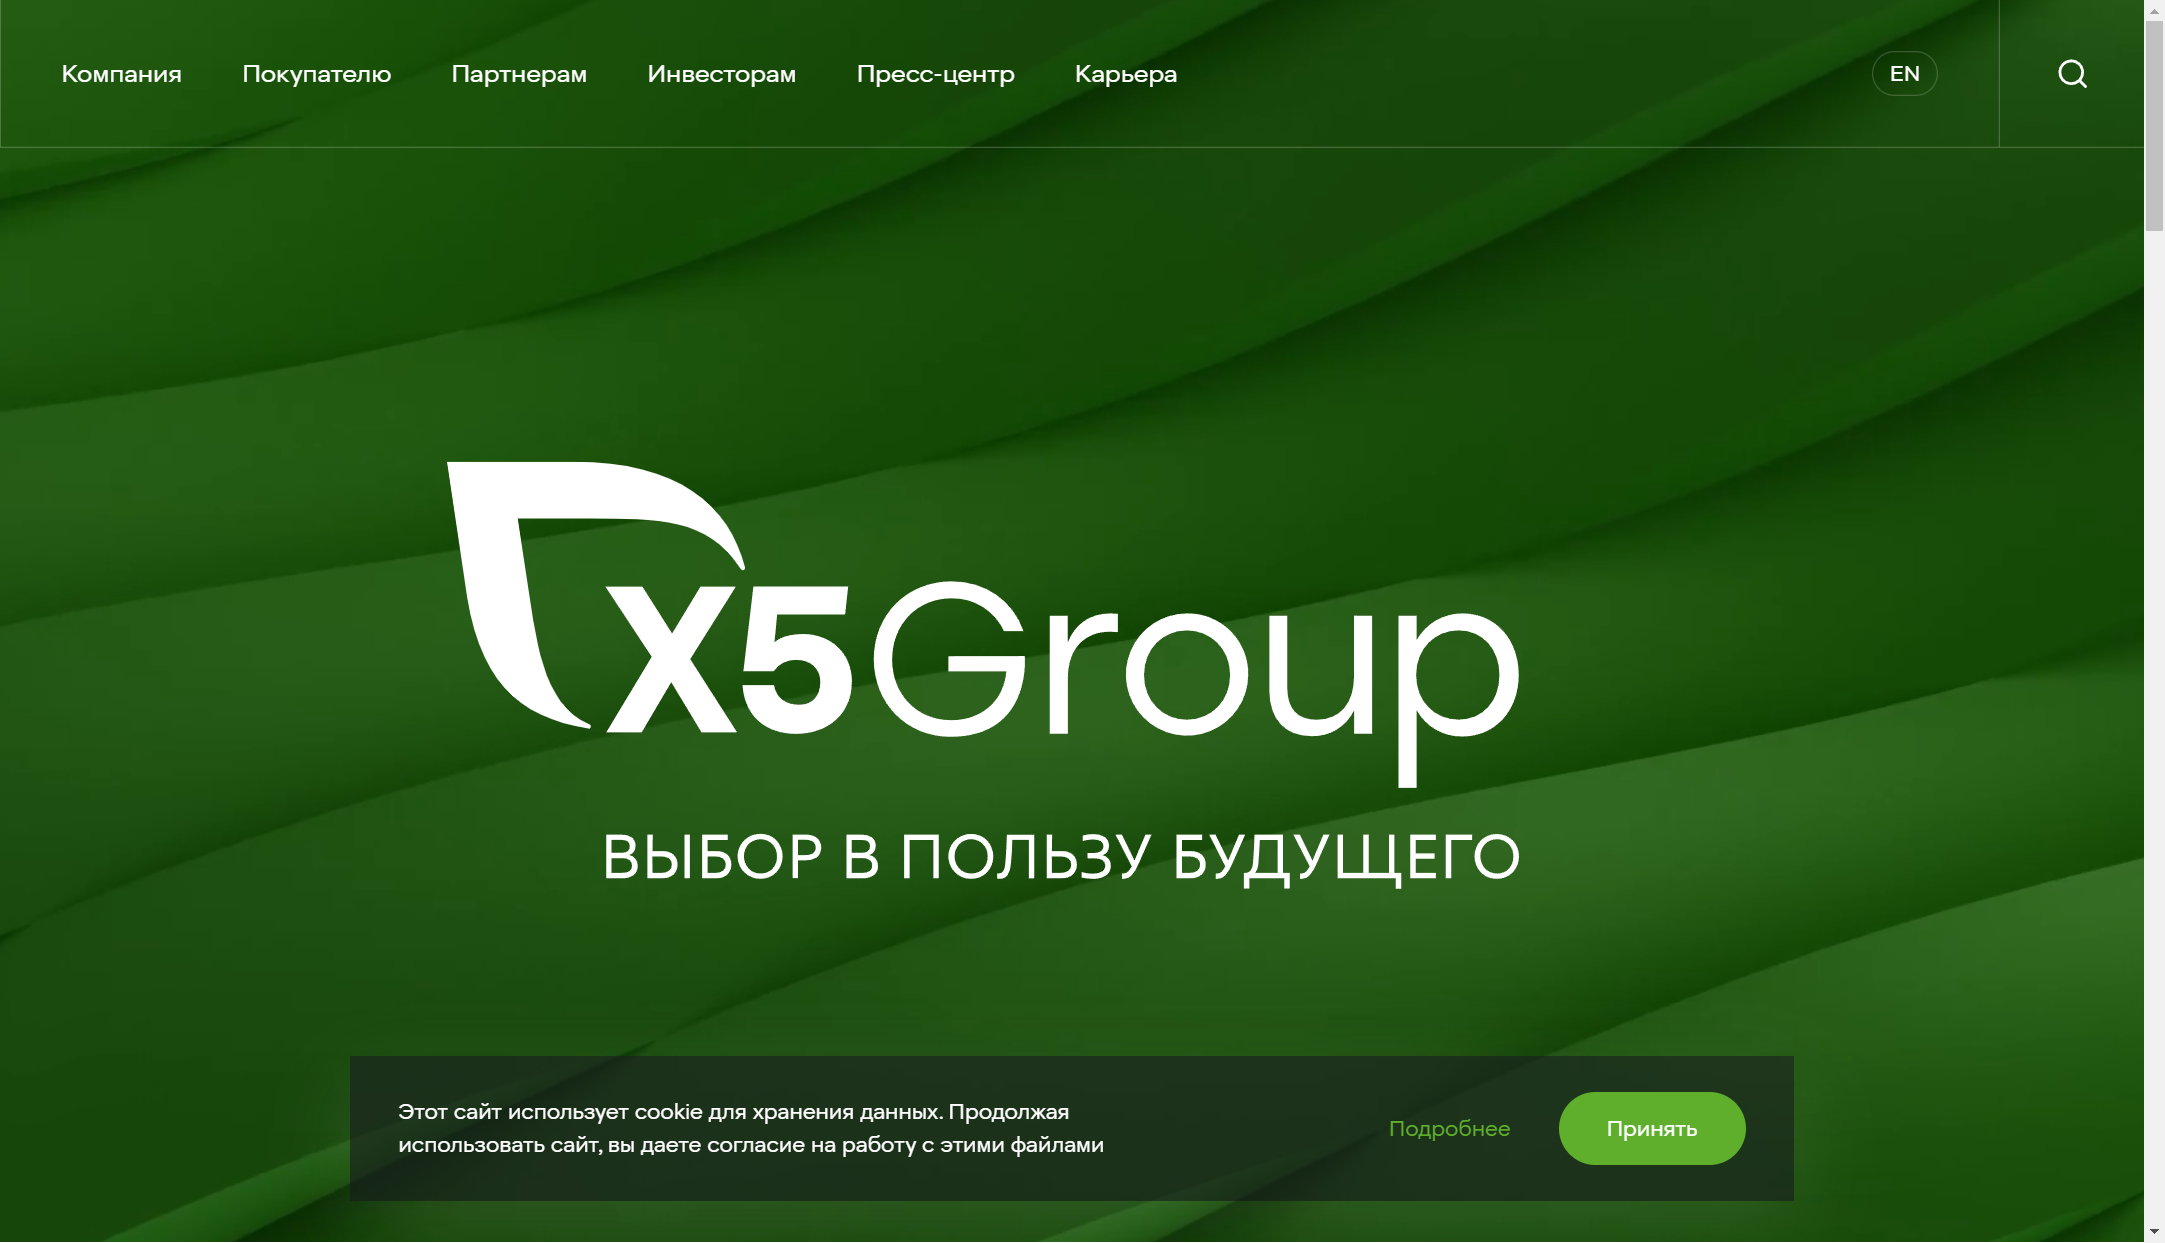 Компания Покупателю Партнерам Инвесторам Пресс-центр Карьера EN
X5Group
ВЫБОР В ПОЛЬЗУ БУДУЩЕГО
Этот сайт использует cookie для хранения данных. Продолжая
использовать сайт, вы даете согласие на работу с этими файлами
Подробнее Принять